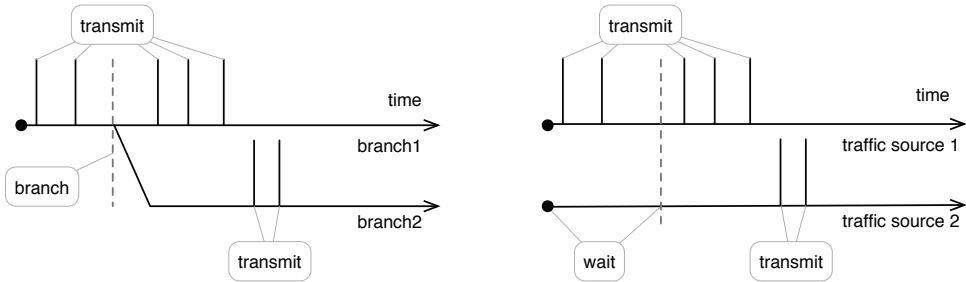 transmit
time
branch1
branch
branch2
transmit
transmit
time
traffic source 1
traffic source 2
wait
transmit